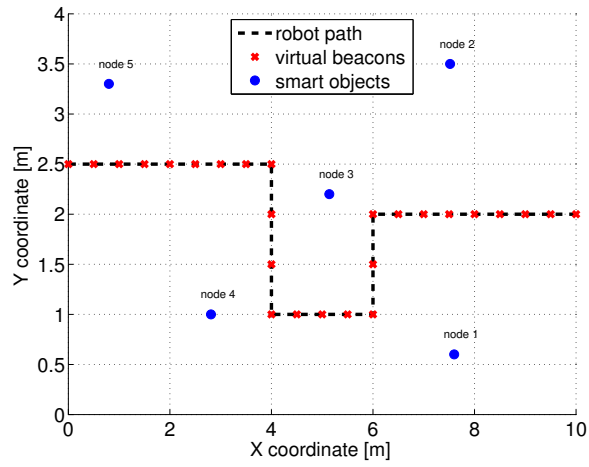 robot path
virtual beacons
smart objects
node 5
node 2
node 3
node 4
node 1
4
3.5
3
2.5
2
1.5
1
0.5
0
Y coordinate [m]
0
2
4
6
8
10
X coordinate [m]